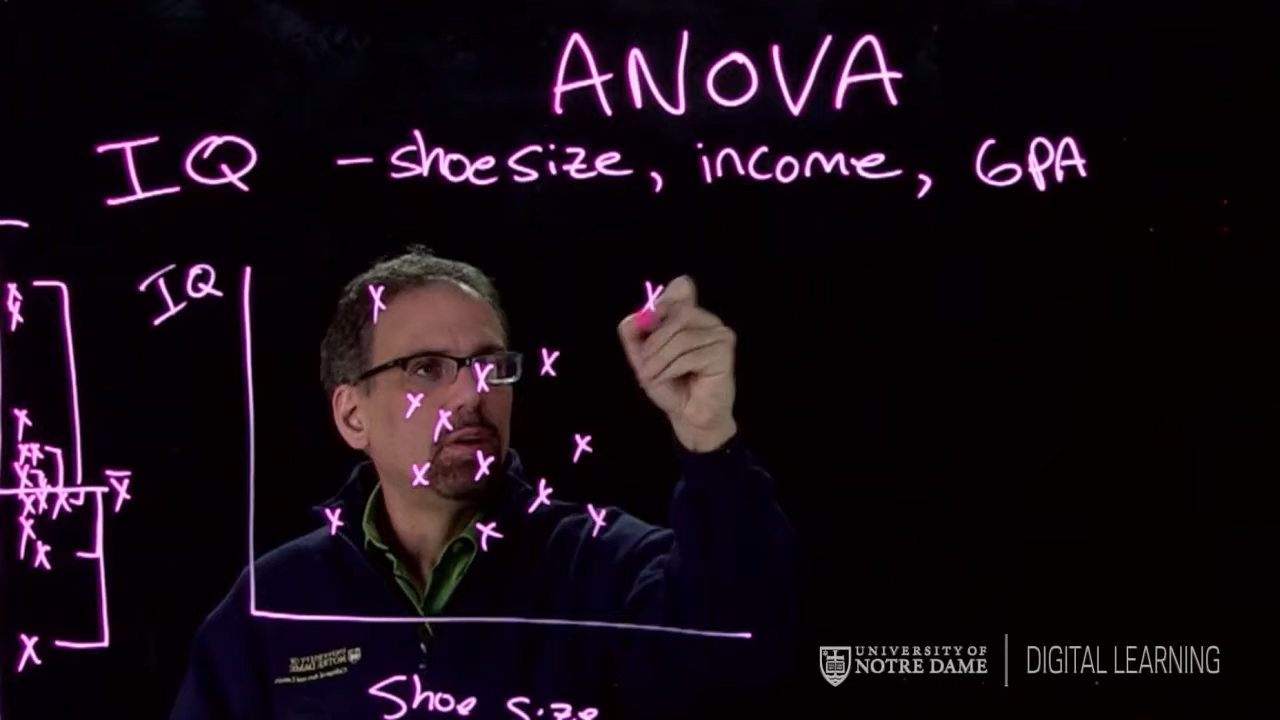 ANOVA
IQ - shoesize, income, GPA
IQ
x̄
Shoe size
UNIVERSITY OF
NOTRE DAME
DIGITAL LEARNING